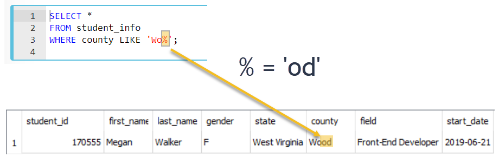 1 SELECT *
2 FROM student_info
3 WHERE county LIKE 'wo%';
4
% = 'od'
student_id first_name last_name gender state county field start_date
1 170555 Megan Walker F West Virginia Wood Front-End Developer 2019-06-21